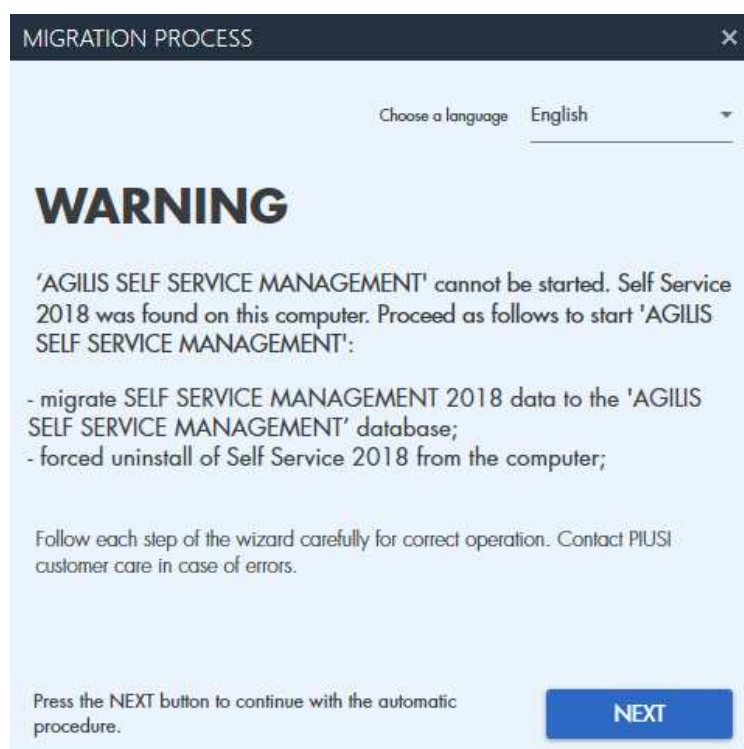 MIGRATION PROCESS ×
Choose a language English
WARNING
'AGILIS SELF SERVICE MANAGEMENT' cannot be started. Self Service
2018 was found on this computer. Proceed as follows to start 'AGILIS
SELF SERVICE MANAGEMENT':
- migrate SELF SERVICE MANAGEMENT 2018 data to the 'AGILIS
SELF SERVICE MANAGEMENT' database;
- forced uninstall of Self Service 2018 from the computer;
Follow each step of the wizard carefully for correct operation. Contact PIUSI
customer care in case of errors.
Press the NEXT button to continue with the automatic
procedure.
NEXT